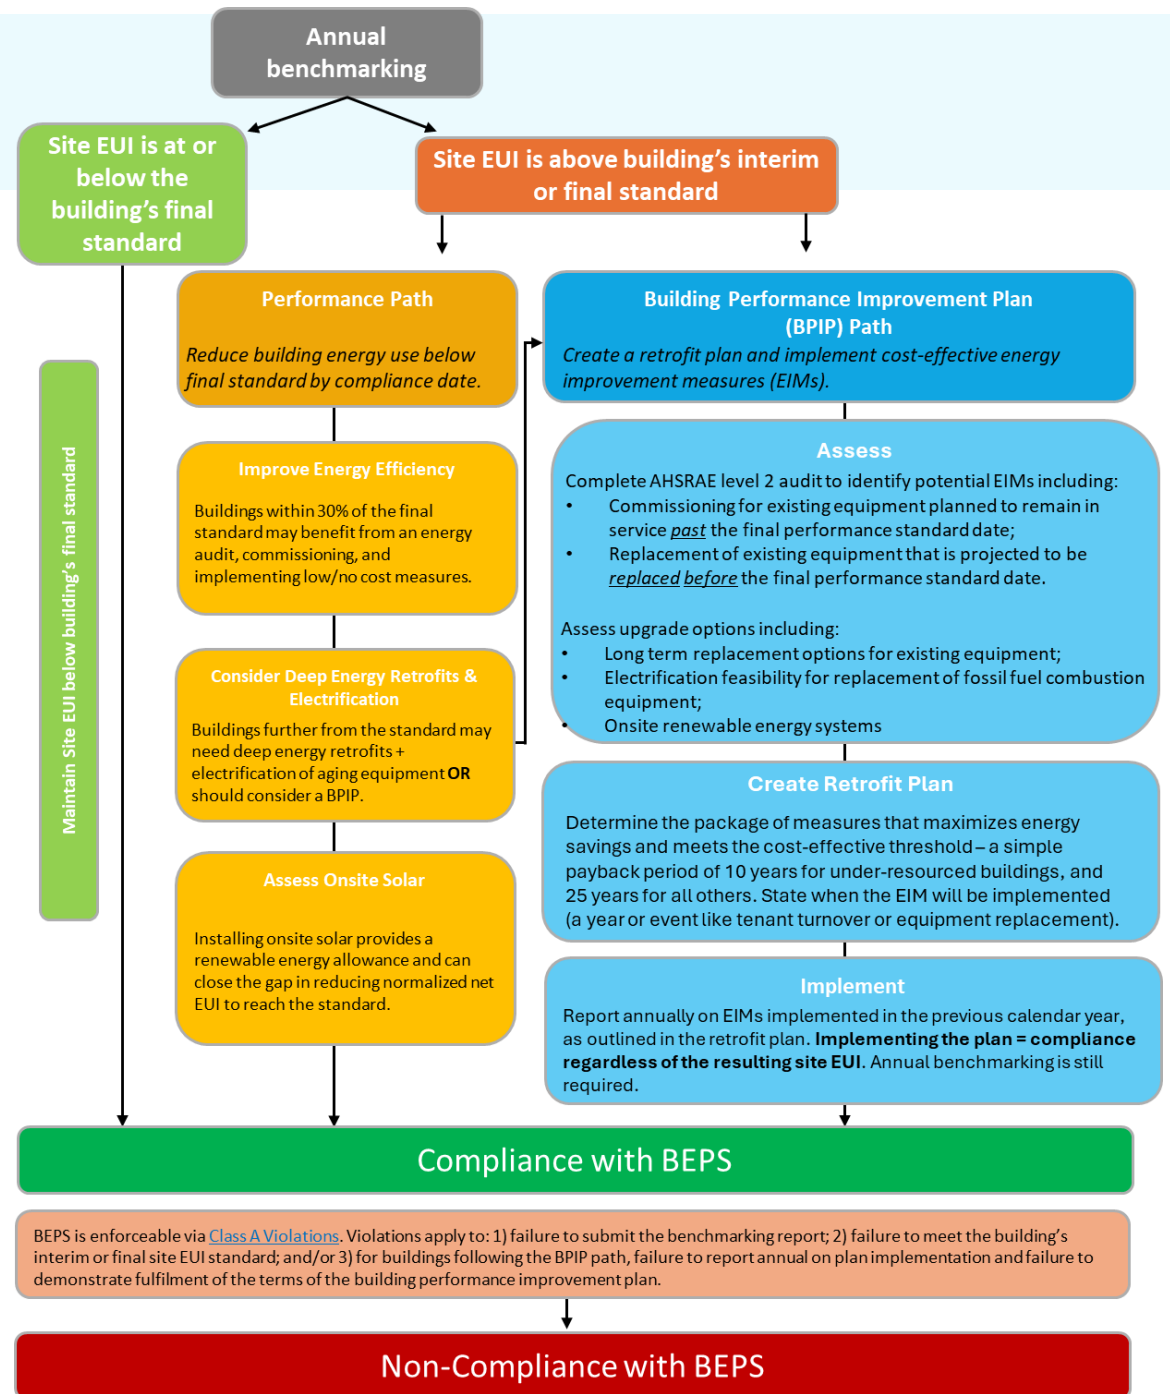 Annual
benchmarking
Site EUI is at or
below the
building’s final
standard
Site EUI is above building’s interim
or final standard
Maintain Site EUI below building’s final standard
Performance Path
Reduce building energy use below
final standard by compliance date.
Improve Energy Efficiency
Buildings within 30% of the final
standard may benefit from an energy
audit, commissioning, and
implementing low/no cost measures.
Consider Deep Energy Retrofits &
Electrification
Buildings further from the standard may
need deep energy retrofits +
electrification of aging equipment OR
should consider a BPIP.
Assess Onsite Solar
Installing onsite solar provides a
renewable energy allowance and can
close the gap in reducing normalized net
EUI to reach the standard.
Building Performance Improvement Plan
(BPIP) Path
Create a retrofit plan and implement cost-effective energy
improvement measures (EIMs).
Assess
Complete AHSRAE level 2 audit to identify potential EIMs including:
• Commissioning for existing equipment planned to remain in
service past the final performance standard date;
• Replacement of existing equipment that is projected to be
replaced before the final performance standard date.
Assess upgrade options including:
• Long term replacement options for existing equipment;
• Electrification feasibility for replacement of fossil fuel combustion
equipment;
• Onsite renewable energy systems
Create Retrofit Plan
Determine the package of measures that maximizes energy
savings and meets the cost-effective threshold – a simple
payback period of 10 years for under-resourced buildings, and
25 years for all others. State when the EIM will be implemented
(a year or event like tenant turnover or equipment replacement).
Implement
Report annually on EIMs implemented in the previous calendar year,
as outlined in the retrofit plan. Implementing the plan = compliance
regardless of the resulting site EUI. Annual benchmarking is still
required.
Compliance with BEPS
BEPS is enforceable via Class A Violations. Violations apply to: 1) failure to submit the benchmarking report; 2) failure to meet the building’s
interim or final site EUI standard; and/or 3) for buildings following the BPIP path, failure to report annual on plan implementation and failure to
demonstrate fulfilment of the terms of the building performance improvement plan.
Non-Compliance with BEPS